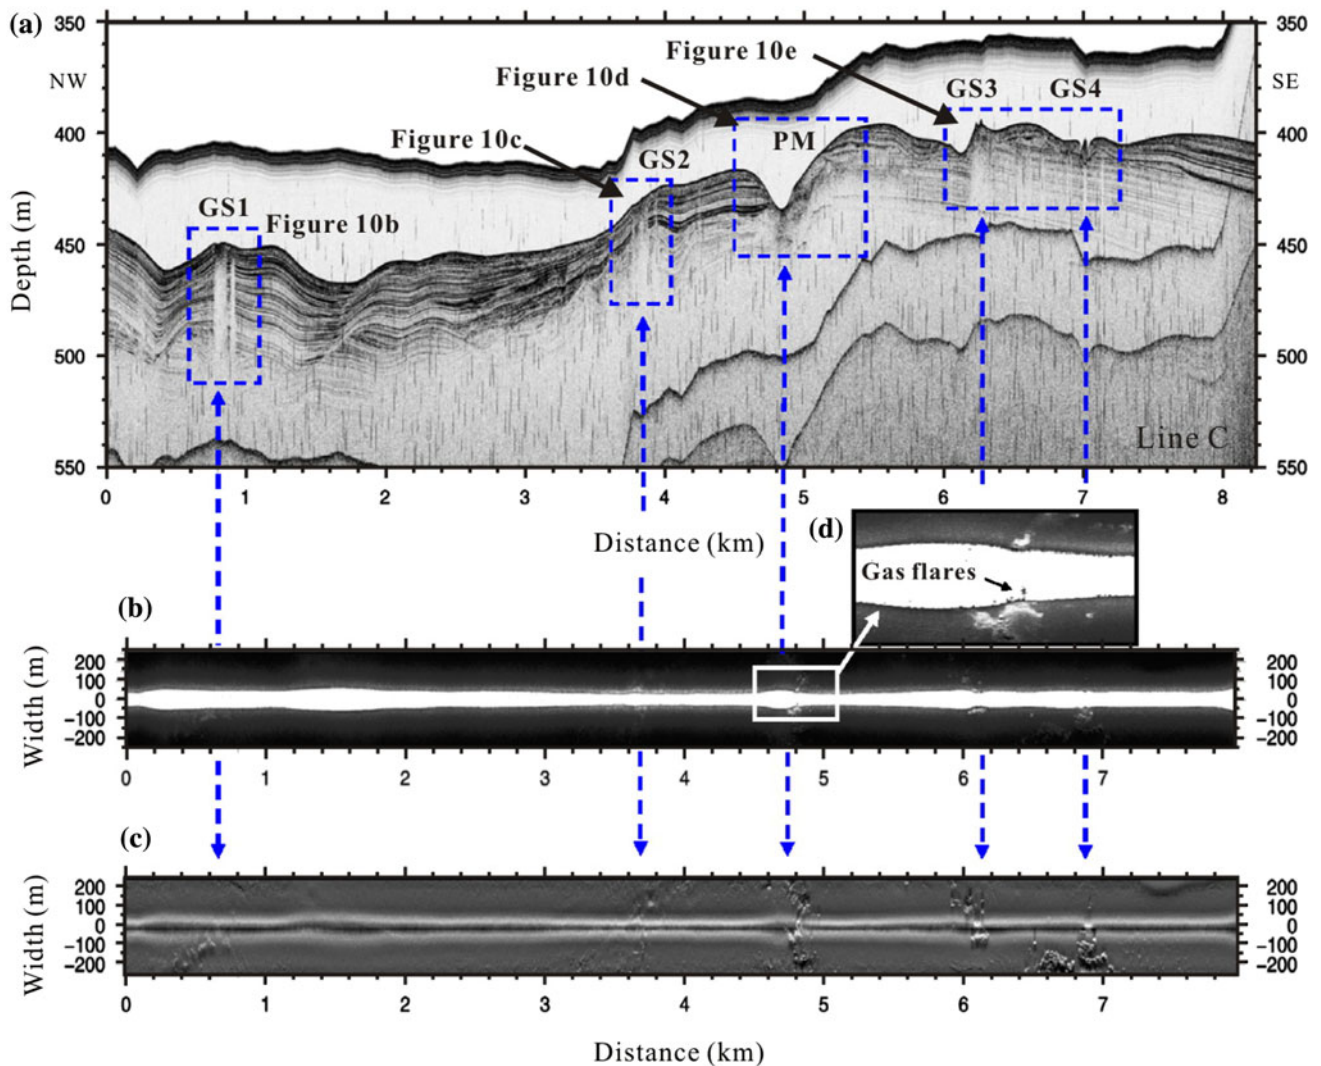 (a)
350
350
Figure 10e
NW
Figure 10d
SE
GS3
GS4
400
400
Figure 10c
PM
GS2
GS1
Figure 10b
Depth (m)
450
450
500
500
Line C
550
550
0 1 2 3 4 5 6 7 8
Distance (km)
(d)
Gas flares
(b)
Width (m)
200
100
0
−100
−200
200
100
0
−100
−200
0 1 2 3 4 5 6 7
(c)
Width (m)
200
100
0
−100
−200
200
100
0
−100
−200
0 1 2 3 4 5 6 7
Distance (km)